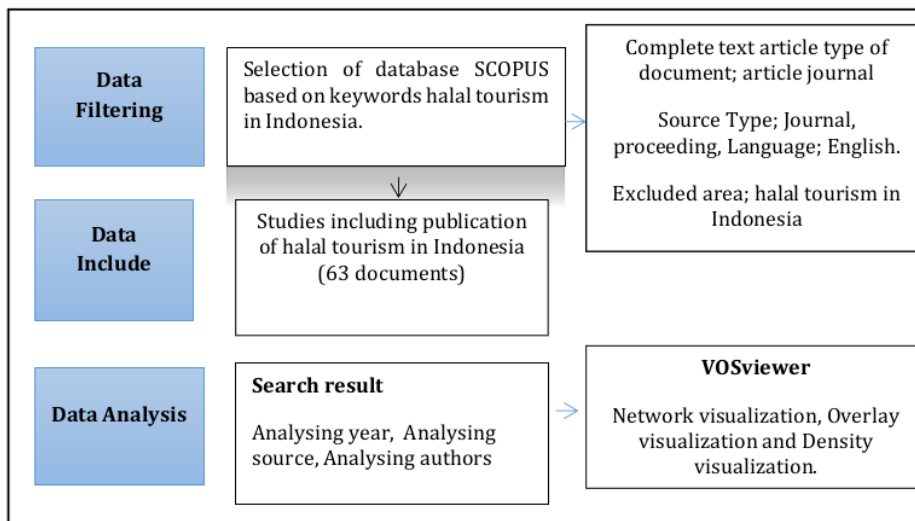 Data
Filtering
Selection of database SCOPUS
based on keywords halal tourism
in Indonesia.
Complete text article type of
document; article journal
Source Type; Journal,
proceeding, Language; English.
Excluded area; halal tourism in
Indonesia
Data
Include
Studies including publication
of halal tourism in Indonesia
(63 documents)
Data Analysis
Search result
Analysing year, Analysing
source, Analysing authors
VOSviewer
Network visualization, Overlay
visualization and Density
visualization.